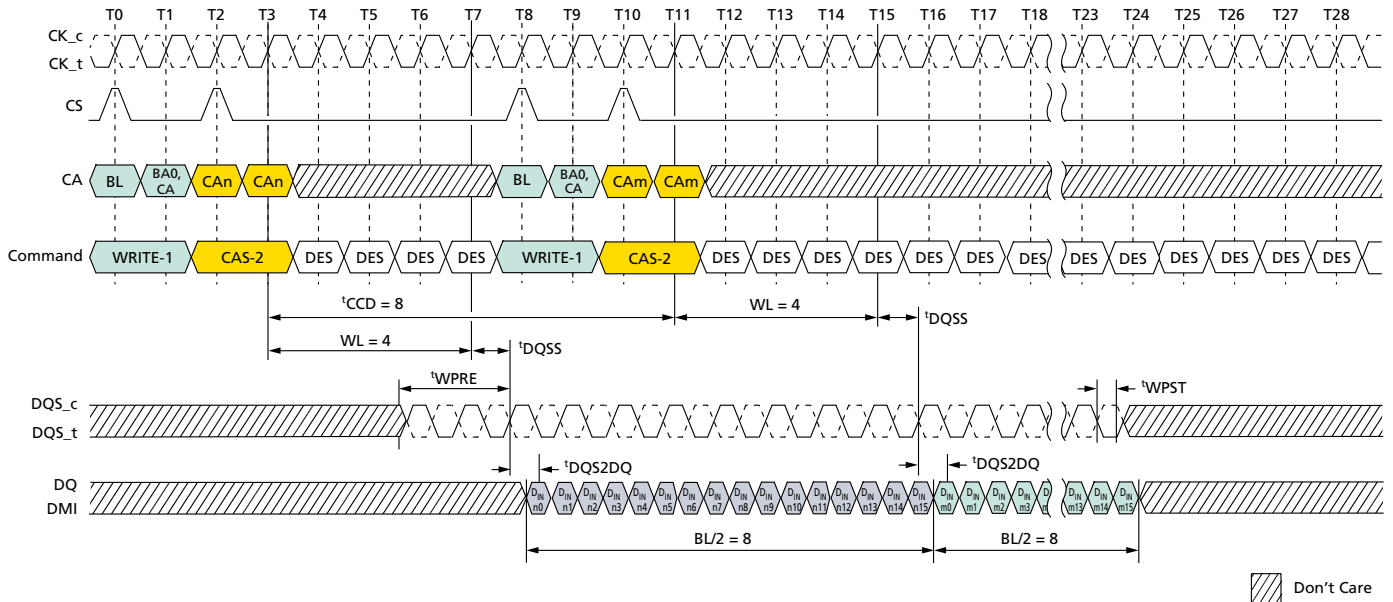 T0 T1 T2 T3 T4 T5 T6 T7 T8 T9 T10 T11 T12 T13 T14 T15 T16 T17 T18 T23 T24 T25 T26 T27 T28
CK_c
CK_t
CS
CA BL BA0, CA CAn CAn BL BA0, CA CAm CAm
Command WRITE-1 CAS-2 DES DES DES DES WRITE-1 CAS-2 DES DES DES DES DES DES DES DES DES DES DES DES DES
tCCD = 8 WL = 4 tDQSS
WL = 4 tDQSS
tWPRE tWPST
DQS_c
DQS_t
tDQS2DQ tDQS2DQ
DQ
DMI
DIN n0 DIN n1 DIN n2 DIN n3 DIN n4 DIN n5 DIN n6 DIN n7 DIN n8 DIN n9 DIN n10 DIN n11 DIN n12 DIN n13 DIN n14 DIN n15 DIN m0 DIN m1 DIN m2 DIN m3 DIN m13 DIN m14 DIN m15
BL/2 = 8 BL/2 = 8
Don't Care